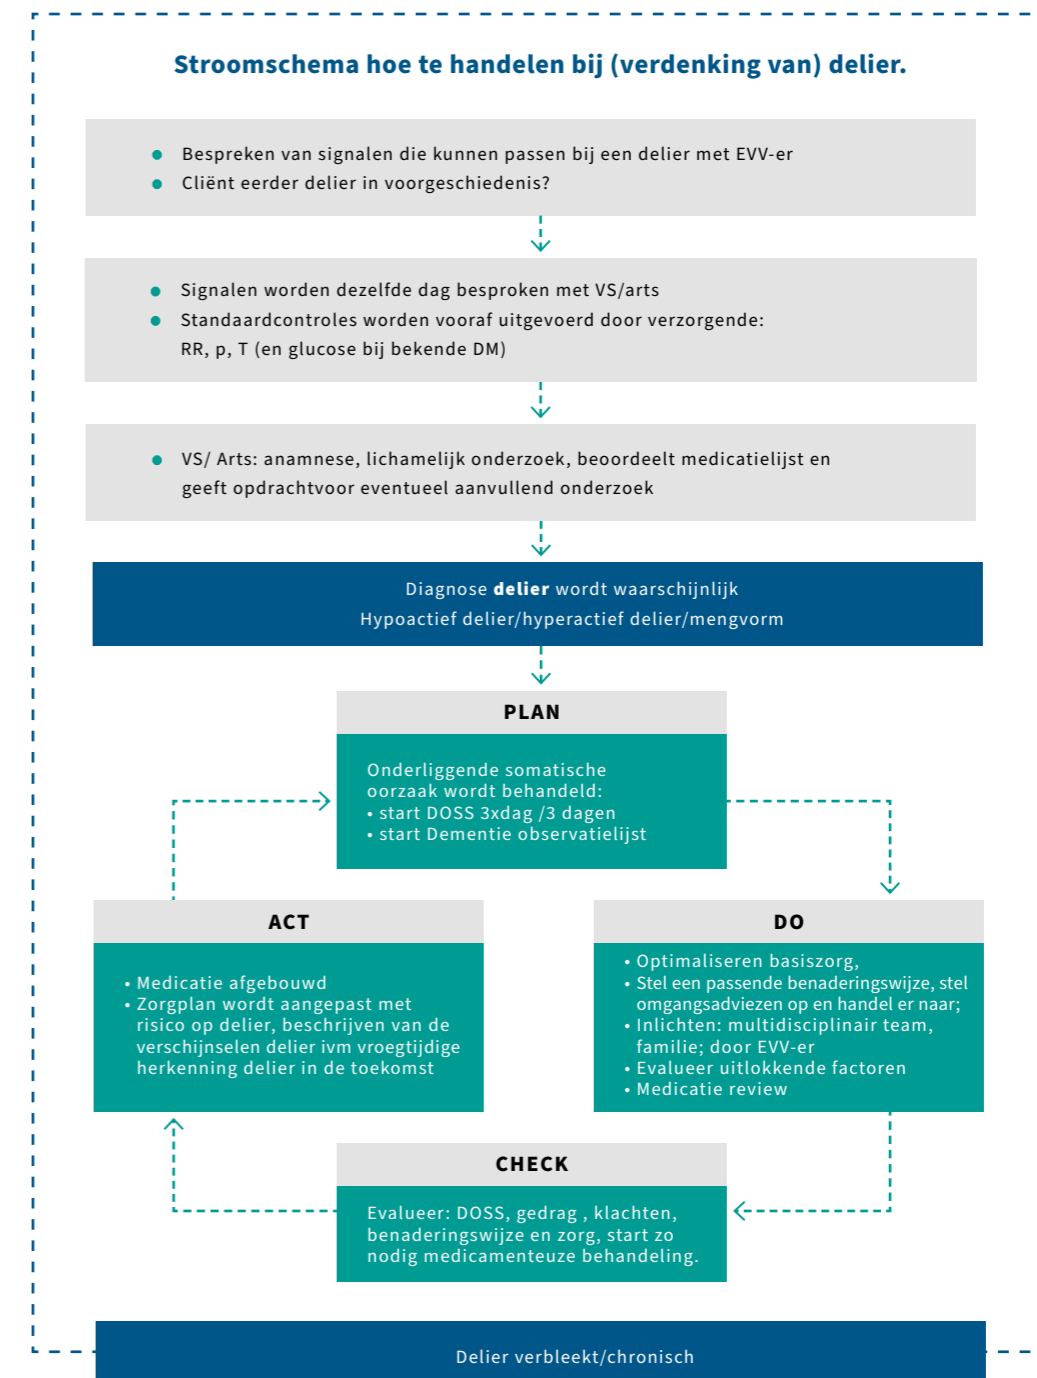 Stroomschema hoe te handelen bij (verdenking van) delier.
● Bespreken van signalen die kunnen passen bij een delier met EVV-er
● Cliënt eerder delier in voorgeschiedenis?
● Signalen worden dezelfde dag besproken met VS/arts
● Standaardcontroles worden vooraf uitgevoerd door verzorgende:
RR, p, T (en glucose bij bekende DM)
● VS/ Arts: anamnese, lichamelijk onderzoek, beoordeelt medicatielijst en
geeft opdrachtvoor eventueel aanvullend onderzoek
Diagnose delier wordt waarschijnlijk
Hypoactief delier/hyperactief delier/mengvorm
PLAN
Onderliggende somatische
oorzaak wordt behandeld:
• start DOSS 3xdag /3 dagen
• start Dementie observatielijst
DO
• Optimaliseren basiszorg,
• Stel een passende benaderingswijze, stel
omgangsadviezen op en handel er naar;
• Inlichten: multidisciplinair team,
familie; door EVV-er
• Evalueer uitlokkende factoren
• Medicatie review
CHECK
Evalueer: DOSS, gedrag , klachten,
benaderingswijze en zorg, start zo
nodig medicamenteuze behandeling.
ACT
• Medicatie afgebouwd
• Zorgplan wordt aangepast met
risico op delier, beschrijven van de
verschijnselen delier ivm vroegtijdige
herkenning delier in de toekomst
Delier verbleekt/chronisch